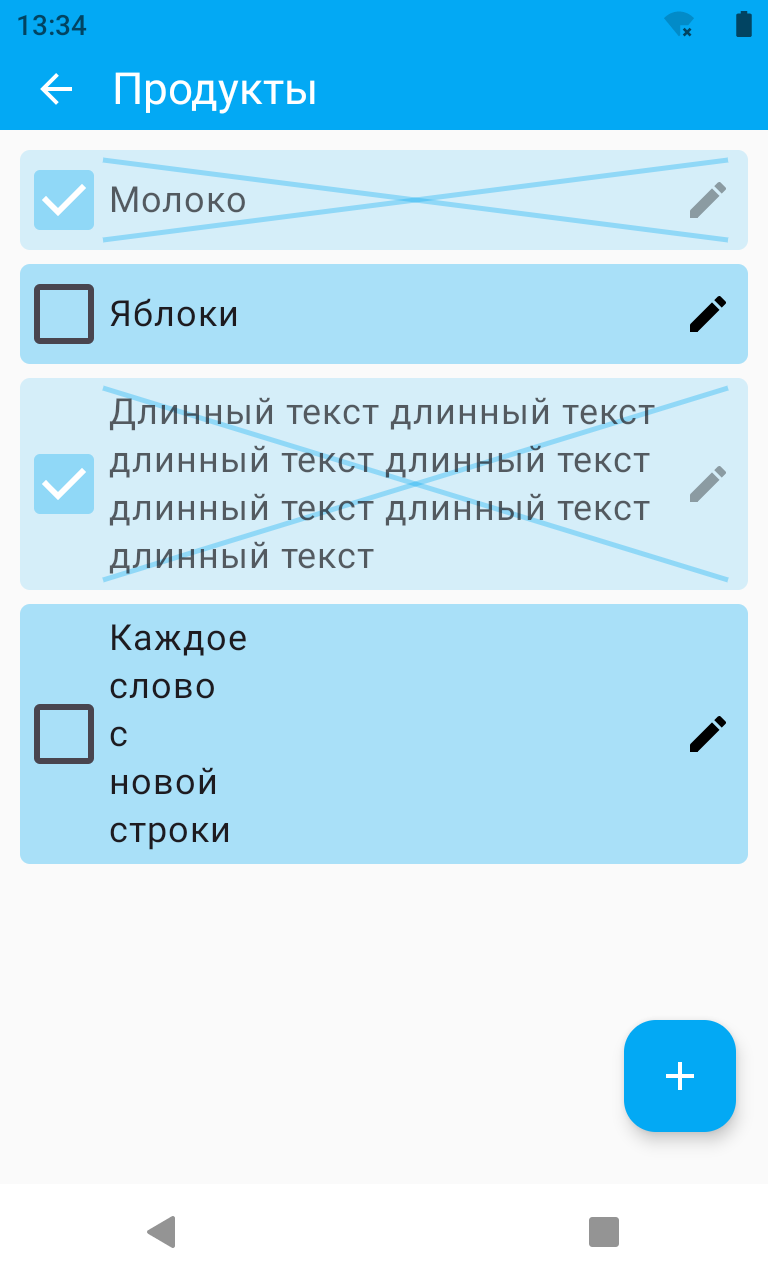 13:34
Продукты
Молоко
Яблоки
Длинный текст длинный текст
длинный текст длинный текст
длинный текст длинный текст
длинный текст
Каждое
слово
с
новой
строки